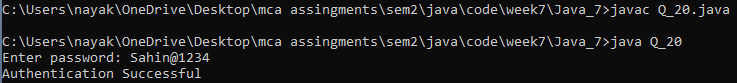 C:\Users\nayak\OneDrive\Desktop\mca assingments\sem2\java\code\week7\Java_7>javac Q_20.java
C:\Users\nayak\OneDrive\Desktop\mca assingments\sem2\java\code\week7\Java_7>java Q_20
Enter password: Sahin@1234
Authentication Successful